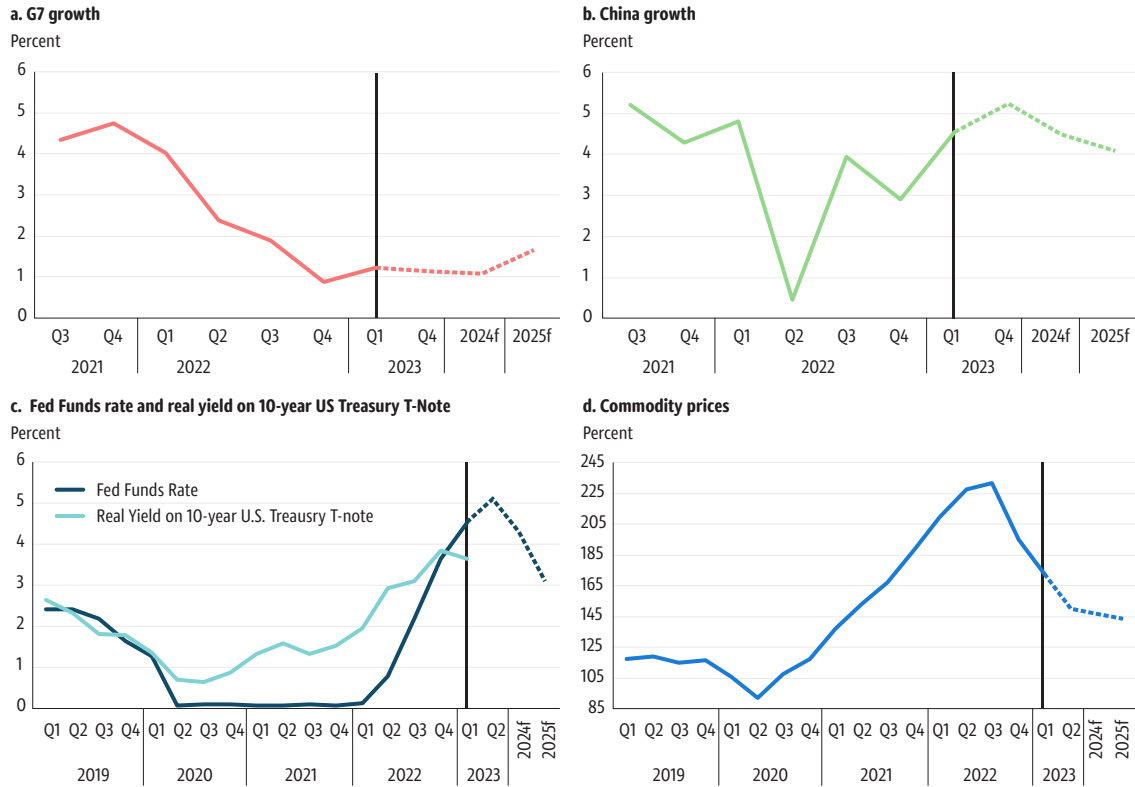 a. G7 growth
Percent
6
5
4
3
2
1
0
Q3 Q4 Q1 Q2 Q3 Q4 Q1 Q4 2024f 2025f
2021 2022 2023
b. China growth
Percent
6
5
4
3
2
1
0
Q3 Q4 Q1 Q2 Q3 Q4 Q1 Q4 2024f 2025f
2021 2022 2023
c. Fed Funds rate and real yield on 10-year US Treasury T-Note
Percent
6
5
4
3
2
1
0
Fed Funds Rate
Real Yield on 10-year U.S. Treausry T-note
Q1 Q2 Q3 Q4 Q1 Q2 Q3 Q4 Q1 Q2 Q3 Q4 Q1 Q2 Q3 Q4 Q1 Q2 2024f 2025f
2019 2020 2021 2022 2023
d. Commodity prices
Percent
245
225
205
185
165
145
125
105
85
Q1 Q2 Q3 Q4 Q1 Q2 Q3 Q4 Q1 Q2 Q3 Q4 Q1 Q2 Q3 Q4 Q1 Q2 2024f 2025f
2019 2020 2021 2022 2023